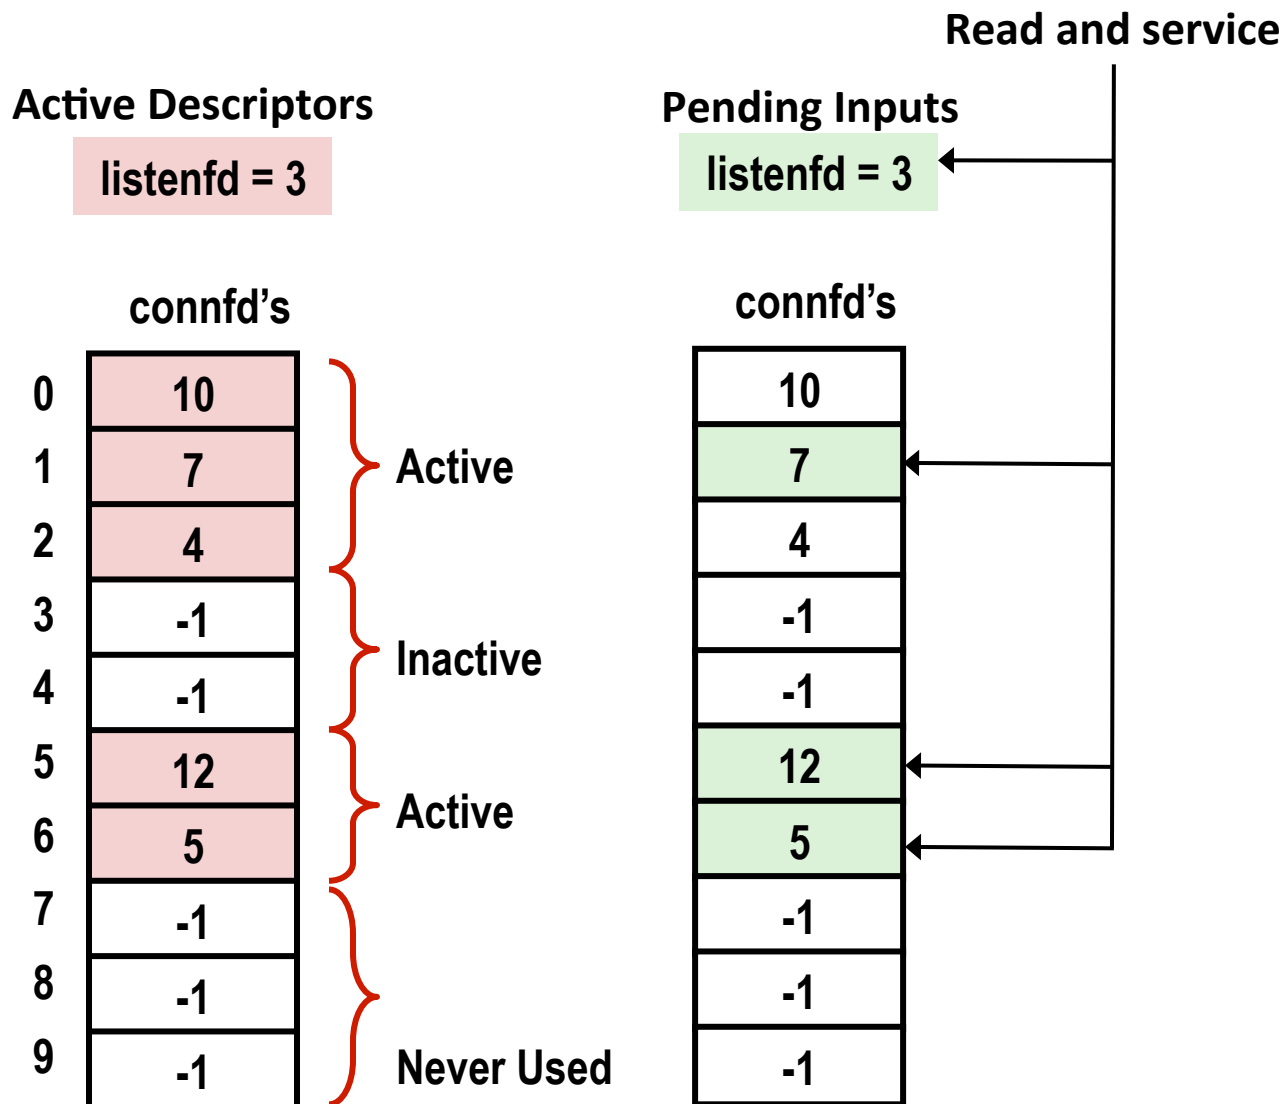 Read and service
Active Descriptors
Pending Inputs
listenfd = 3
listenfd = 3
connfd’s
connfd’s
0 10 10
1 7 Active 7
2 4 4
3 -1 -1
Inactive
4 -1 -1
5 12 12
Active
6 5 5
7 -1 -1
8 -1 -1
9 -1 Never Used -1